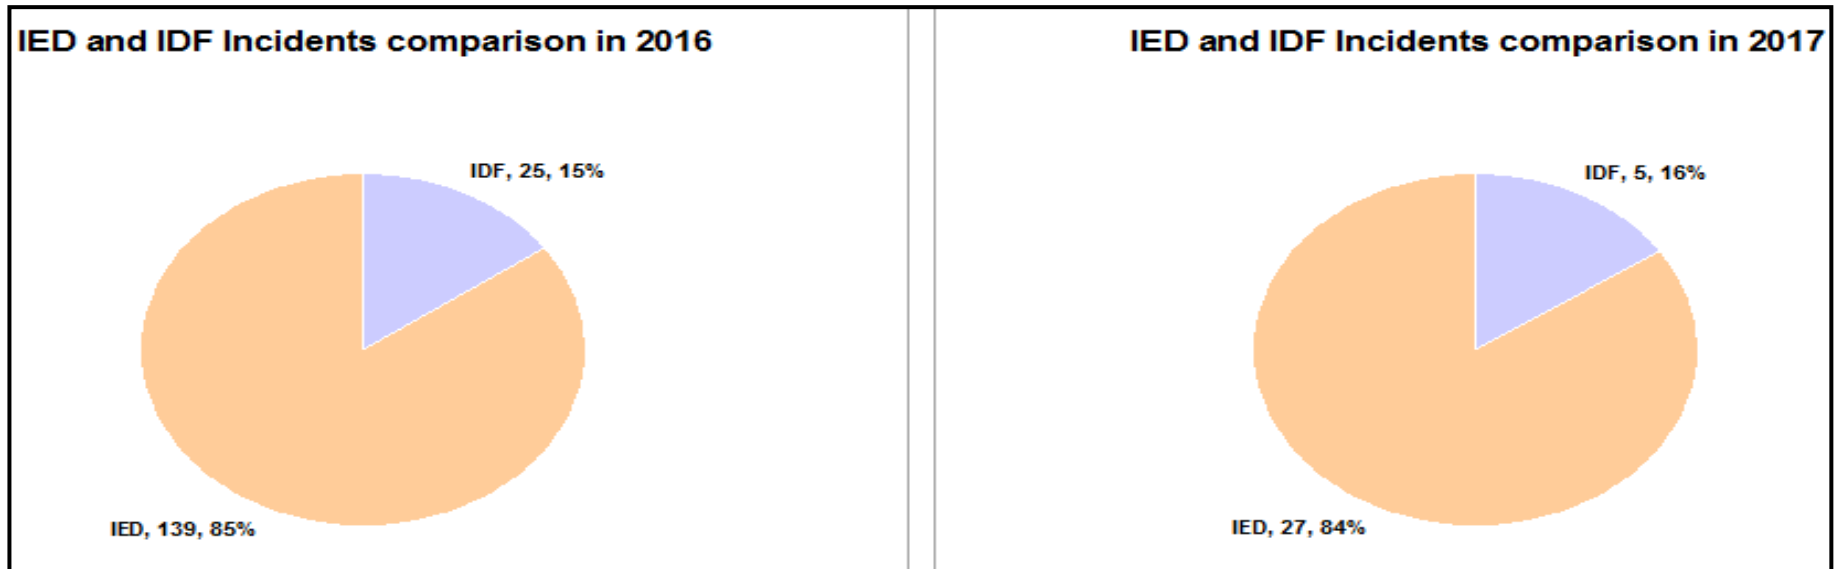 IED and IDF Incidents comparison in 2016
IDF, 25, 15%
IED, 139, 85%
IED and IDF Incidents comparison in 2017
IDF, 5, 16%
IED, 27, 84%